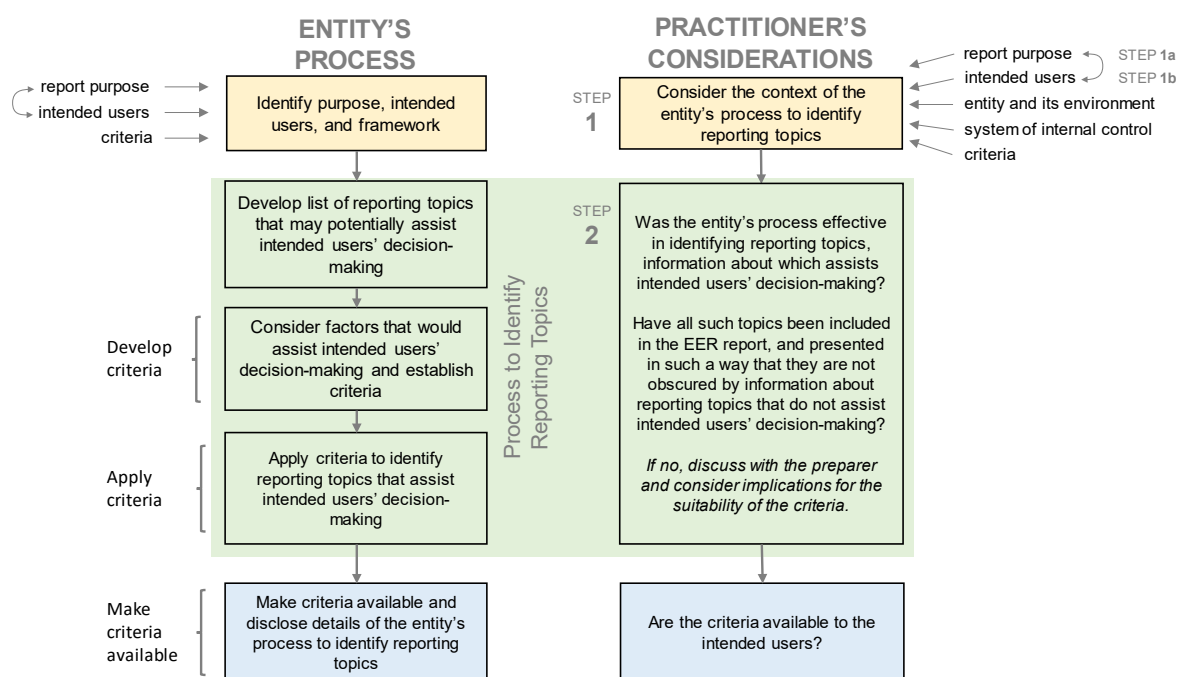 ENTITY'S
PROCESS
report purpose
intended users
criteria
Identify purpose, intended
users, and framework
Develop list of reporting topics
that may potentially assist
intended users' decision-
making
Develop
criteria
Consider factors that would
assist intended users'
decision-making and establish
criteria
Apply
criteria
Apply criteria to identify
reporting topics that assist
intended users' decision-
making
Make
criteria
available
Make criteria available and
disclose details of the entity's
process to identify reporting
topics
Process to Identify
Reporting Topics
PRACTITIONER'S
CONSIDERATIONS
STEP
1
Consider the context of the
entity's process to identify
reporting topics
report purpose
STEP 1a
intended users
STEP 1b
entity and its environment
system of internal control
criteria
STEP
2
Was the entity's process effective
in identifying reporting topics,
information about which assists
intended users' decision-making?
Have all such topics been included
in the EER report, and presented
in such a way that they are not
obscured by information about
reporting topics that do not assist
intended users' decision-making?
If no, discuss with the preparer
and consider implications for the
suitability of the criteria.
Are the criteria available to the
intended users?